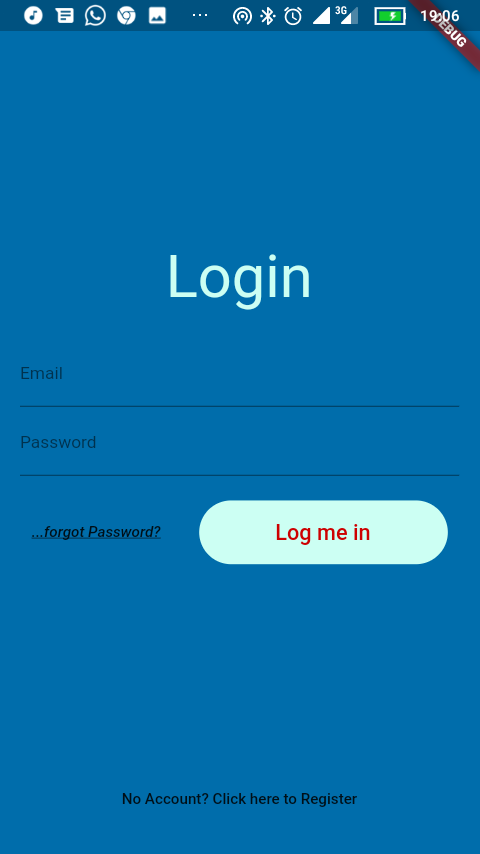 3G
19:06
DEBUG
Login
Email
Password
...forgot Password?
Log me in
No Account? Click here to Register